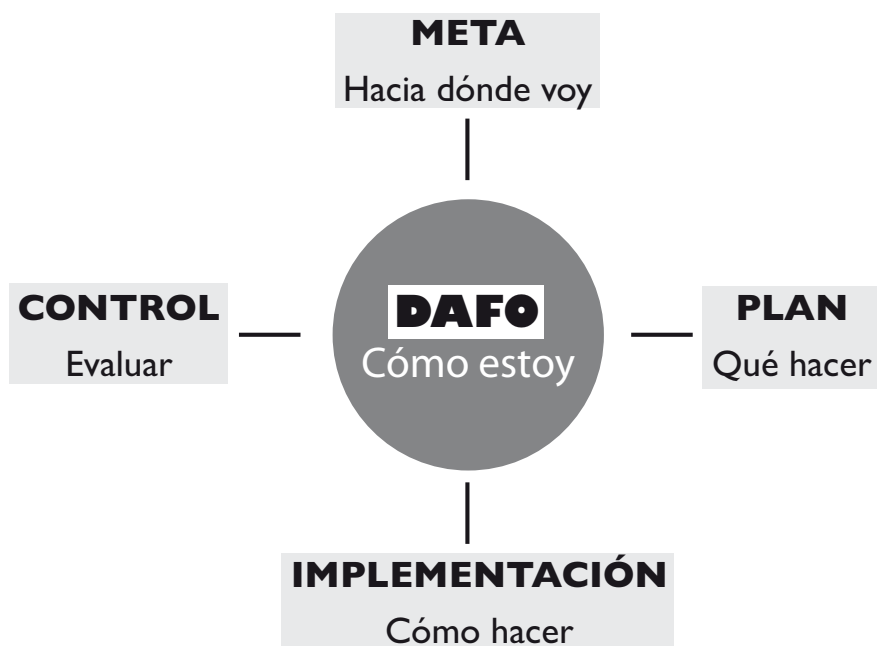 META
Hacia dónde voy
CONTROL
Evaluar
DAFO
Cómo estoy
PLAN
Qué hacer
IMPLEMENTACIÓN
Cómo hacer